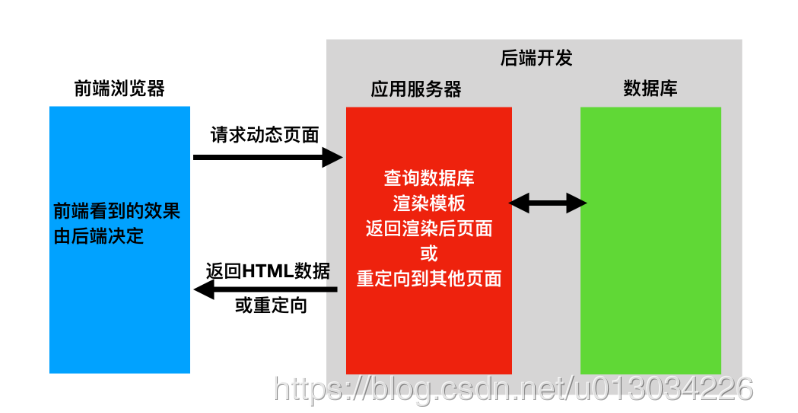 后端开发
前端浏览器
应用服务器
数据库
请求动态页面
前端看到的效果
由后端决定
返回HTML数据
或重定向
查询数据库
渲染模板
返回渲染后页面
或
重定向到其他页面
https://blog.csdn.net/u013034226